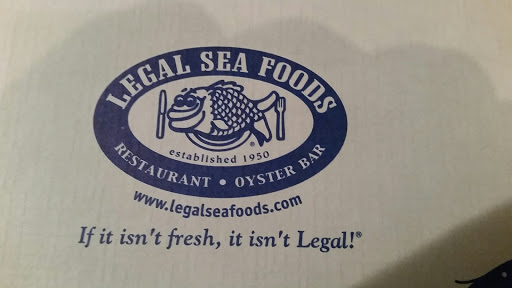 LEGAL SEA FOODS
®
established 1950
RESTAURANT • OYSTER BAR
www.legalseafoods.com
If it isn't fresh, it isn't Legal!®